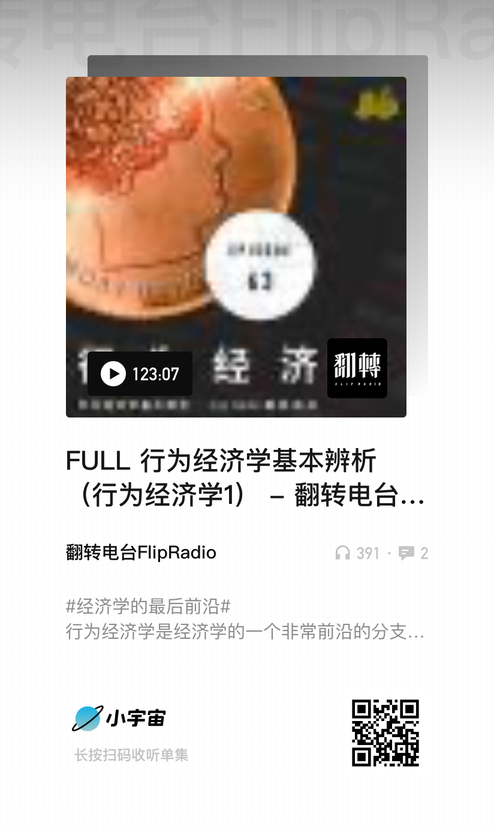 转电台FlipRa
63
经 济
123:07
翻轉
FLIP RADIO
FULL 行为经济学基本辨析
（行为经济学1） – 翻转电台...
翻转电台FlipRadio
391 · 2
#经济学的最后前沿#
行为经济学是经济学的一个非常前沿的分支...
小宇宙
长按扫码收听单集